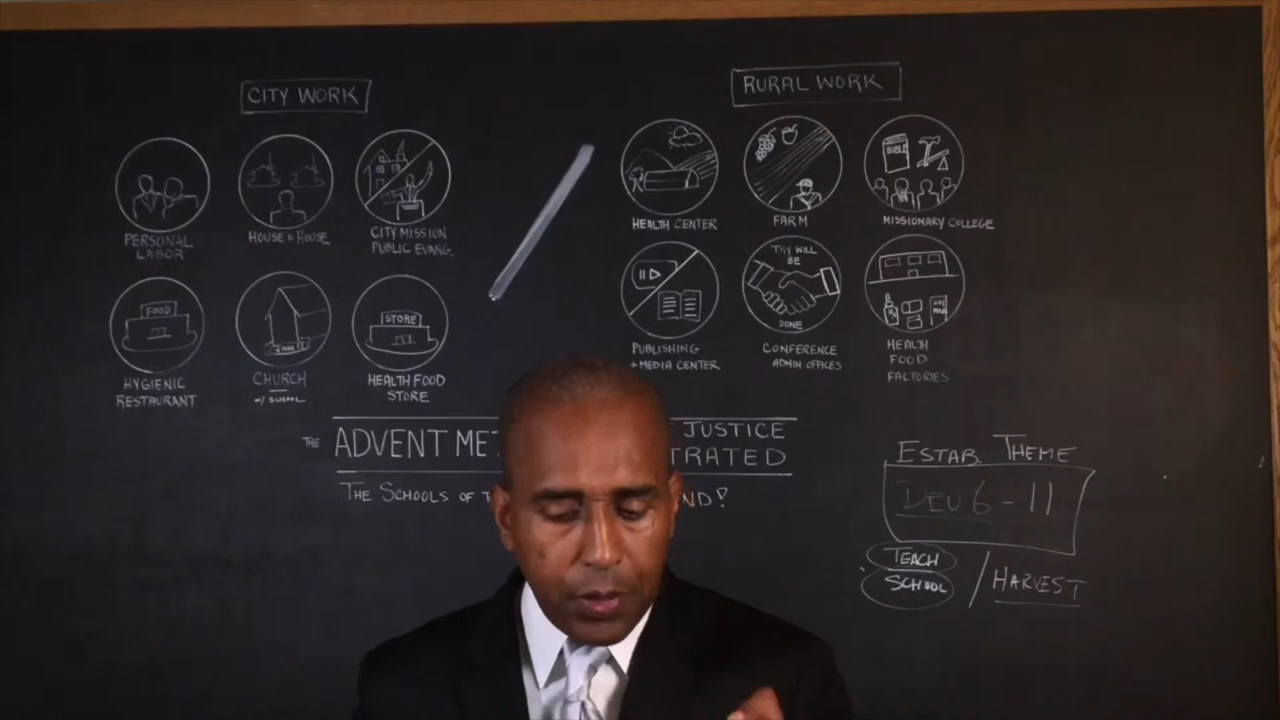 CITY WORK
PERSONAL
LABOR
HOUSE = HOUSE
CITY MISSION
PUBLIC EVANG.
FOOD
HYGIENIC
RESTAURANT
CHURCH
W/ SCHOOL
STORE
HEALTH FOOD
STORE
RURAL WORK
HEALTH CENTER
FARM
BIBLE
MISSIONARY COLLEGE
PUBLISHING
+ MEDIA CENTER
THY WILL
BE
DONE
CONFERENCE
ADMIN OFFICES
HEALTH
FOOD
FACTORIES
THE ADVENT MET JUSTICE
TRATED
THE SCHOOLS OF T ND?
ESTAB. THEME
DEU 6 - 11
TEACH
SCHOOL / HARVEST